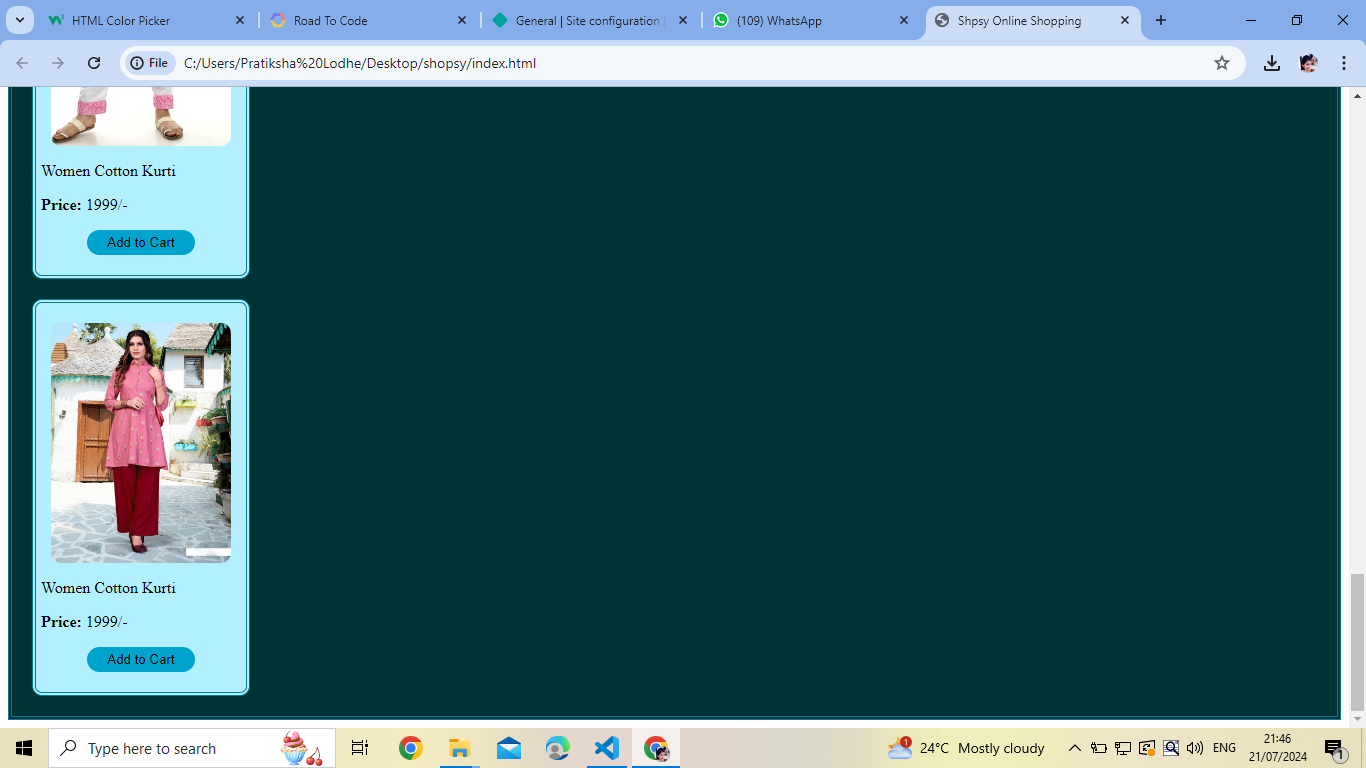 HTML Color Picker
Road To Code
General | Site configuration |
(109) WhatsApp
Shpsy Online Shopping
File
C:/Users/Pratiksha%20Lodhe/Desktop/shopsy/index.html
Women Cotton Kurti
Price: 1999/-
Add to Cart
Women Cotton Kurti
Price: 1999/-
Add to Cart
Type here to search
1
24°C Mostly cloudy
ENG
21:46
21/07/2024
1